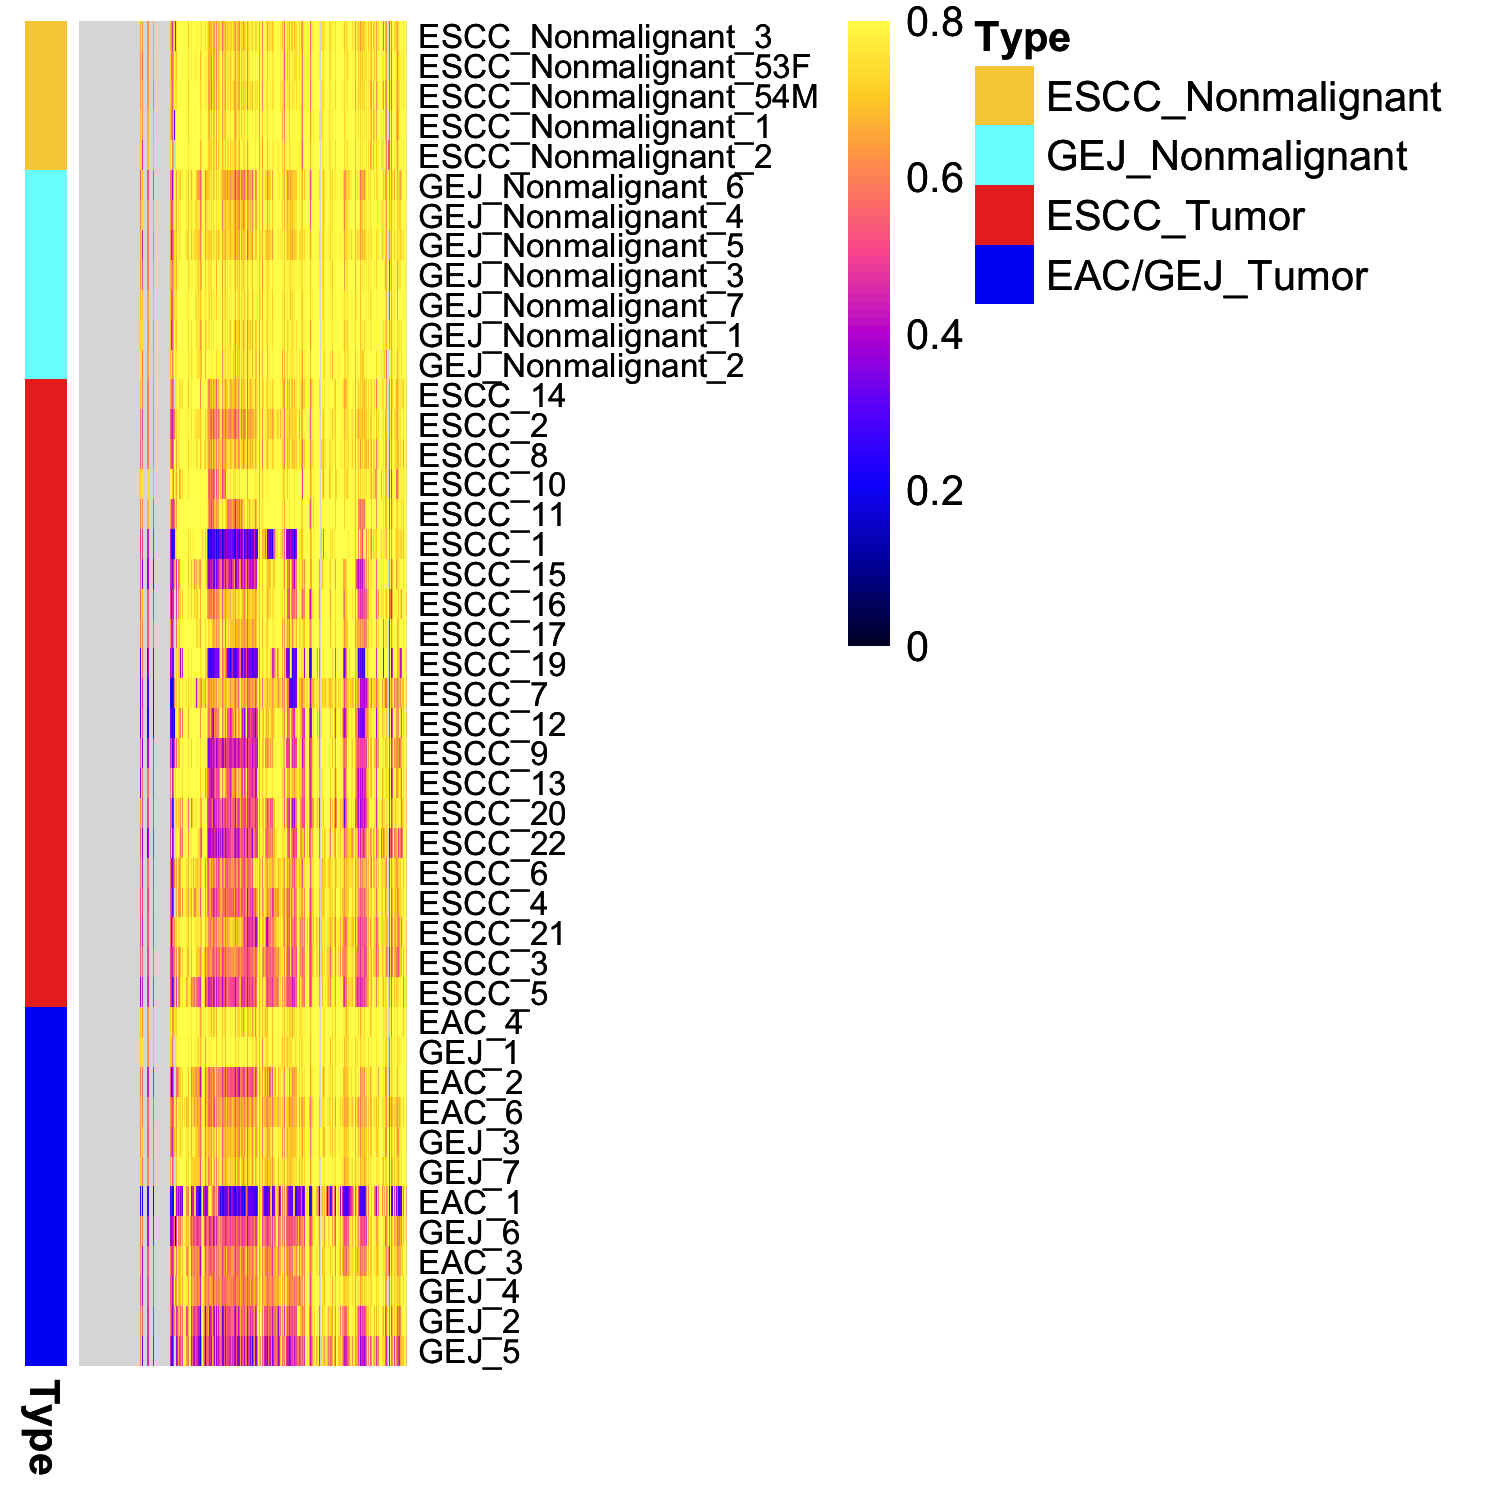 ESCC_Nonmalignant_3
ESCC_Nonmalignant_53F
ESCC_Nonmalignant_54M
ESCC_Nonmalignant_1
ESCC_Nonmalignant_2
GEJ_Nonmalignant_6
GEJ_Nonmalignant_4
GEJ_Nonmalignant_5
GEJ_Nonmalignant_3
GEJ_Nonmalignant_7
GEJ_Nonmalignant_1
GEJ_Nonmalignant_2
ESCC_14
ESCC_2
ESCC_8
ESCC_10
ESCC_11
ESCC_1
ESCC_15
ESCC_16
ESCC_17
ESCC_19
ESCC_7
ESCC_12
ESCC_9
ESCC_13
ESCC_20
ESCC_22
ESCC_6
ESCC_4
ESCC_21
ESCC_3
ESCC_5
EAC_4
GEJ_1
EAC_2
EAC_6
GEJ_3
GEJ_7
EAC_1
GEJ_6
EAC_3
GEJ_4
GEJ_2
GEJ_5
Type
0.8
0.6
0.4
0.2
0
Type
ESCC_Nonmalignant
GEJ_Nonmalignant
ESCC_Tumor
EAC/GEJ_Tumor